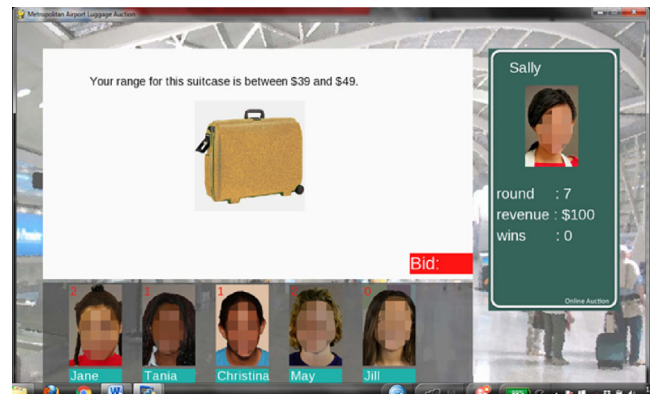 Metropolitan Airport Luggage Auction
Your range for this suitcase is between $39 and $49.
Bid:
Sally
round : 7
revenue : $100
wins : 0
Online Auction
2
1
1
0
Jane
Tania
Christina
May
Jill